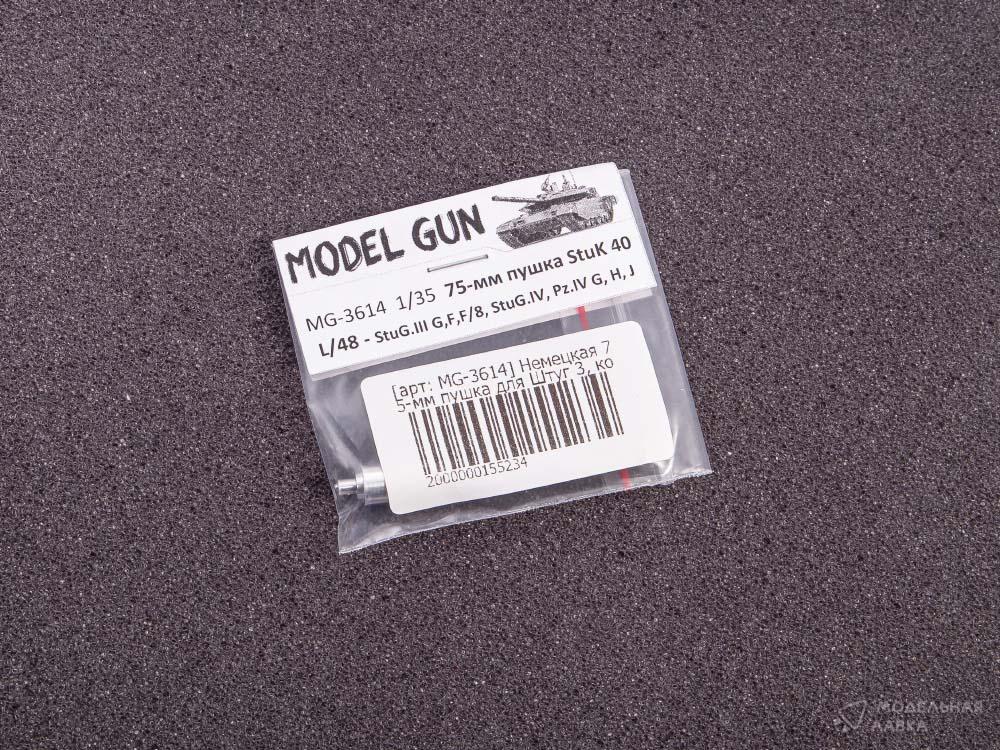 MODEL GUN
MG-3614 1/35 75-мм пушка StuK 40
L/48 - StuG.III G,F,F/8, StuG.IV, Pz.IV G, H, J
[арт: MG-3614] Немецкая 7
5-мм пушка для Штуг 3, ко
2000000155234
МОДЕЛЬНАЯ
ЛАВКА